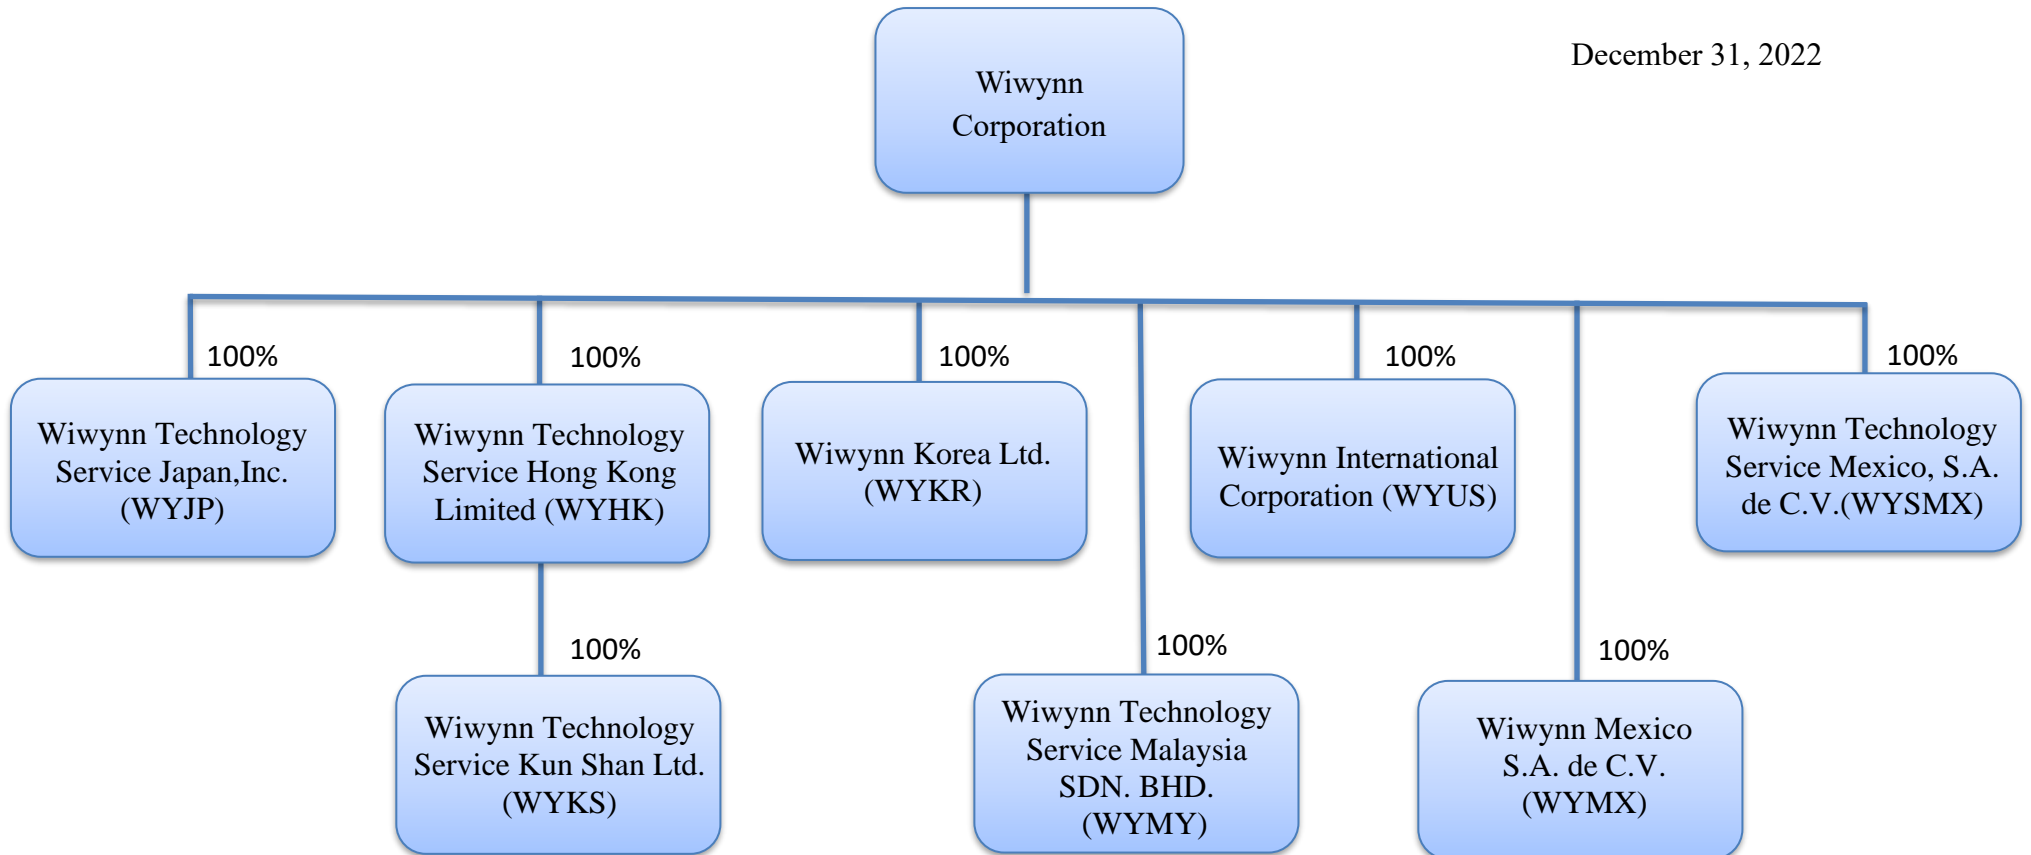 December 31, 2022
Wiwynn
Corporation
100%
100%
100%
100%
100%
Wiwynn Technology
Service Japan,Inc.
(WYJP)
Wiwynn Technology
Service Hong Kong
Limited (WYHK)
Wiwynn Korea Ltd.
(WYKR)
Wiwynn International
Corporation (WYUS)
Wiwynn Technology
Service Mexico, S.A.
de C.V.(WYSMX)
100%
100%
100%
Wiwynn Technology
Service Kun Shan Ltd.
(WYKS)
Wiwynn Technology
Service Malaysia
SDN. BHD.
(WYMY)
Wiwynn Mexico
S.A. de C.V.
(WYMX)